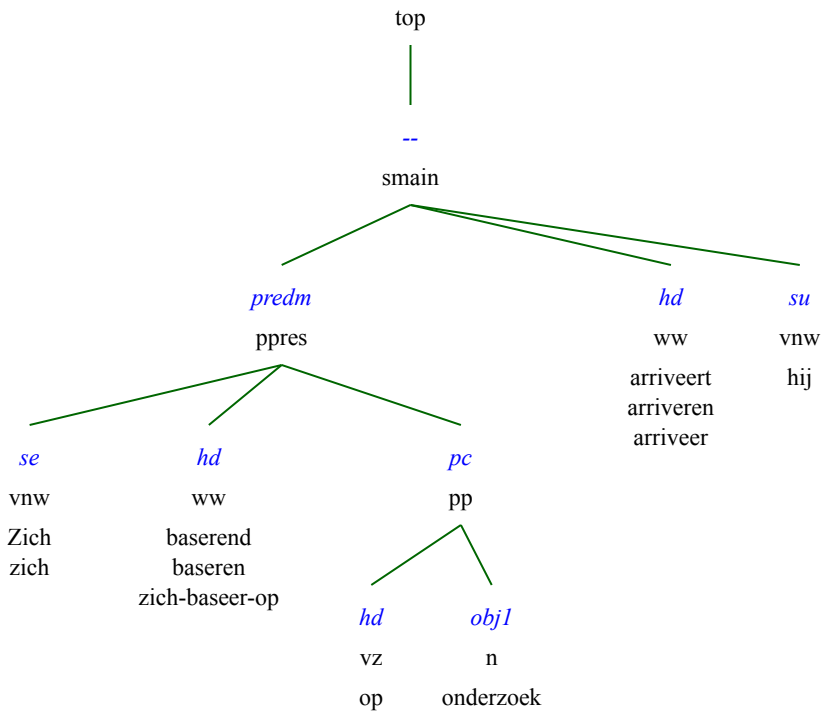 top
--
smain
predm hd su
ppres ww vnw
arriveert hij
arriveren
arriveer
se hd pc
vnw ww pp
Zich baserend
zich baseren
zich-baseer-op
hd obj1
vz n
op onderzoek